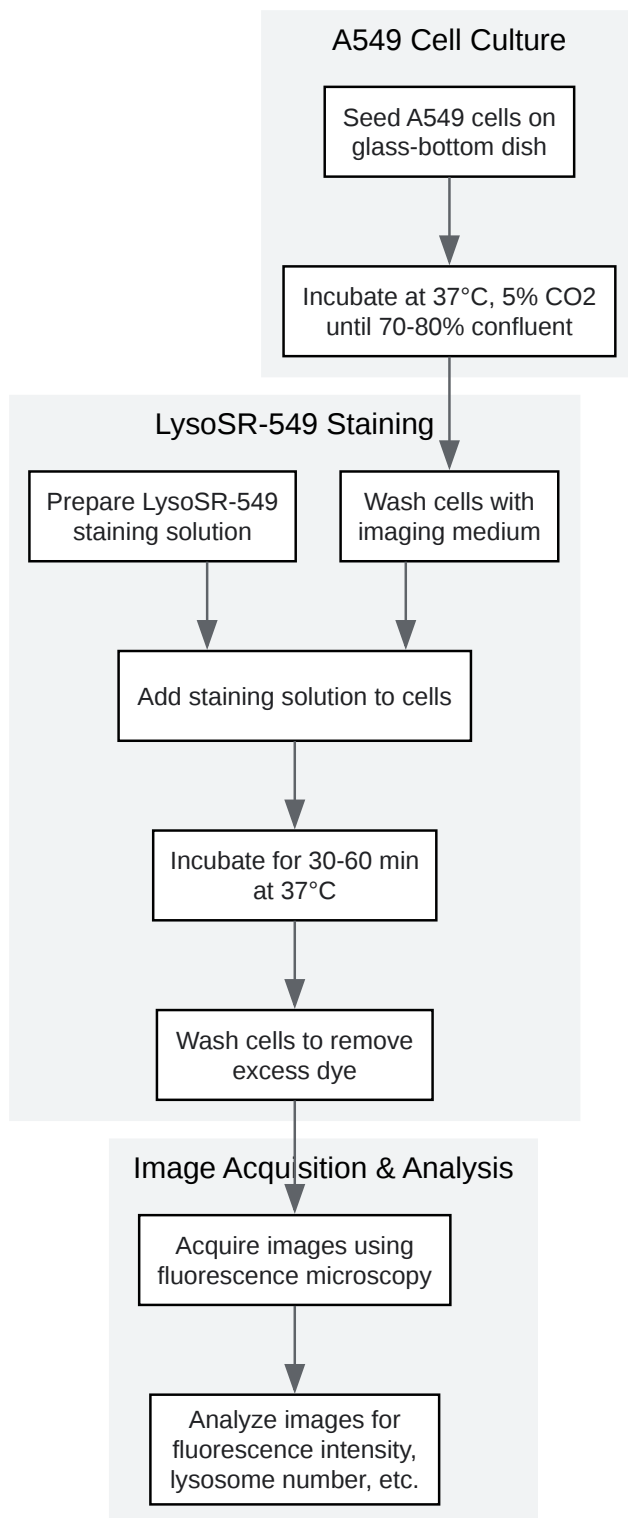 A549 Cell Culture
Seed A549 cells on
glass-bottom dish
Incubate at 37°C, 5% CO2
until 70-80% confluent
LysoSR-549 Staining
Prepare LysoSR-549
staining solution
Wash cells with
imaging medium
Add staining solution to cells
Incubate for 30-60 min
at 37°C
Wash cells to remove
excess dye
Image Acquisition & Analysis
Acquire images using
fluorescence microscopy
Analyze images for
fluorescence intensity,
lysosome number, etc.